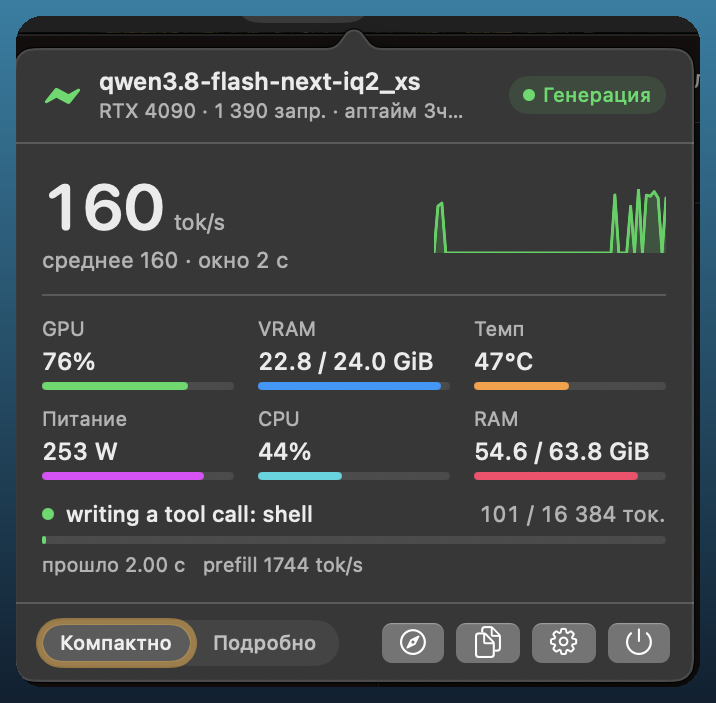 qwen3.8-flash-next-iq2_xs
RTX 4090 · 1 390 запр. · аптайм 3ч…
Генерация
160 tok/s
среднее 160 · окно 2 с
GPU VRAM Темп
76% 22.8 / 24.0 GiB 47°C
Питание CPU RAM
253 W 44% 54.6 / 63.8 GiB
writing a tool call: shell 101 / 16 384 ток.
прошло 2.00 с prefill 1744 tok/s
Компактно Подробно